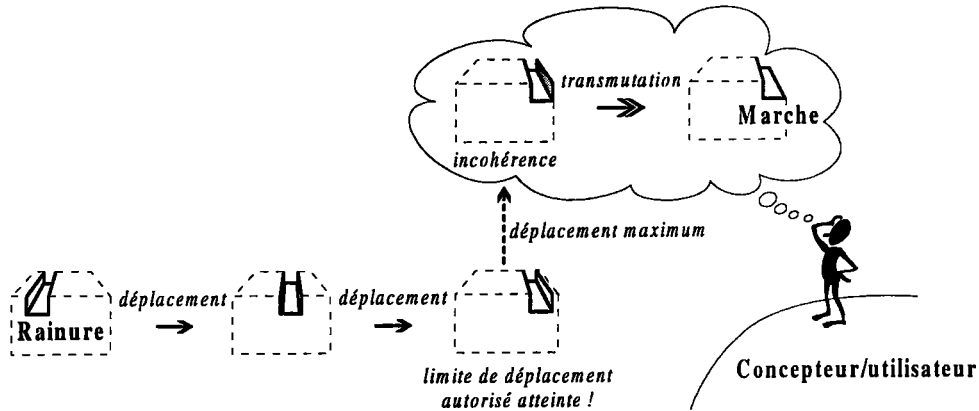 transmutation
Marche
incohérence
déplacement maximum
déplacement
déplacement
Rainure
limite de déplacement
autorisé atteinte !
Concepteur/utilisateur